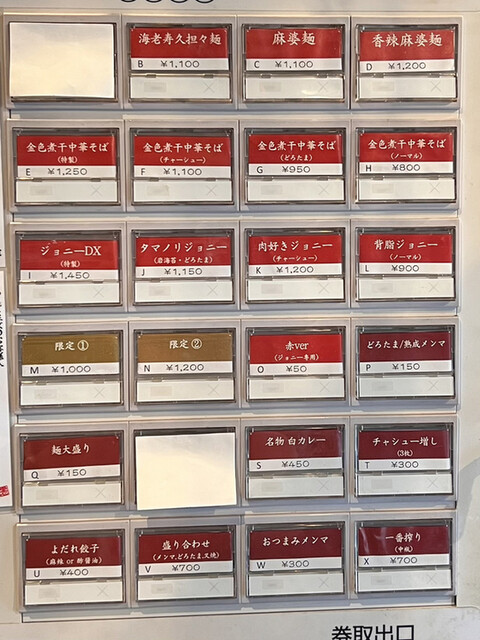 海老寿久担々麺
B ¥1,100
麻婆麺
C ¥1,100
香辣麻婆麺
D ¥1,200
金色煮干中華そば
(特製)
E ¥1,250
金色煮干中華そば
(チャーシュー)
F ¥1,100
金色煮干中華そば
(どろたま)
G ¥950
金色煮干中華そば
(ノーマル)
H ¥800
ジョニーDX
(特製)
I ¥1,450
タマノリジョニー
(岩海苔・どろたま)
J ¥1,150
肉好きジョニー
(チャーシュー)
K ¥1,200
背脂ジョニー
(ノーマル)
L ¥900
限定①
M ¥1,000
限定②
N ¥1,200
赤ver
(ジョニー専用)
O ¥50
どろたま/熟成メンマ
P ¥150
麺大盛り
Q ¥150
名物 白カレー
S ¥450
チャシュー増し
(3枚)
T ¥300
よだれ餃子
(麻辣 or 酢醤油)
U ¥400
盛り合わせ
(メンマ,どろたま,叉焼)
V ¥700
おつまみメンマ
W ¥300
一番搾り
(中瓶)
X ¥700
券取出口